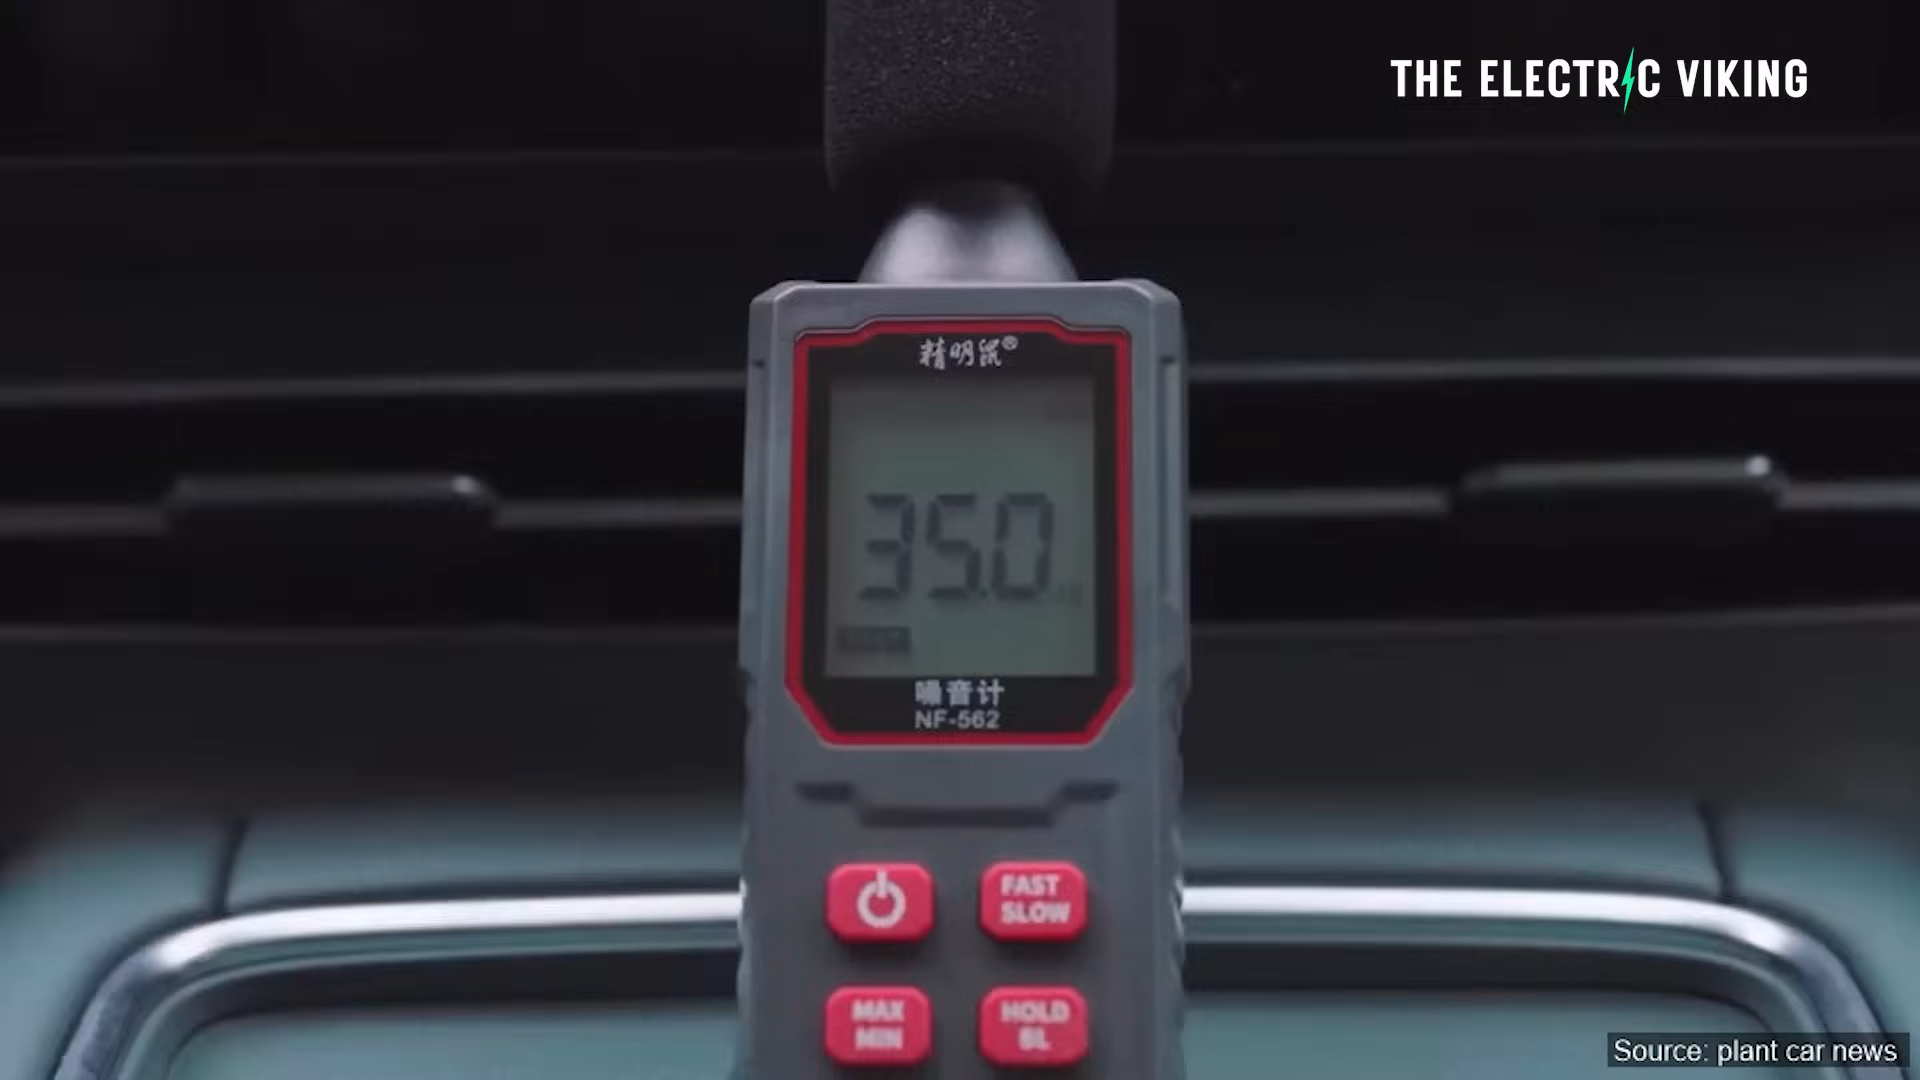 THE ELECTRIC VIKING
精明鼠®
35.0
噪音计
NF-562
FAST
SLOW
MAX
MIN
HOLD
BL
Source: plant car news